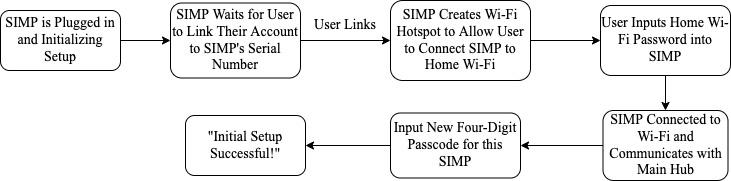 SIMP is Plugged in
and Initializing
Setup
SIMP Waits for User
to Link Their Account
to SIMP's Serial
Number
User Links
SIMP Creates Wi-Fi
Hotspot to Allow User
to Connect SIMP to
Home Wi-Fi
User Inputs Home Wi-
Fi Password into
SIMP
SIMP Connected to
Wi-Fi and
Communicates with
Main Hub
Input New Four-Digit
Passcode for this
SIMP
"Initial Setup
Successful!"